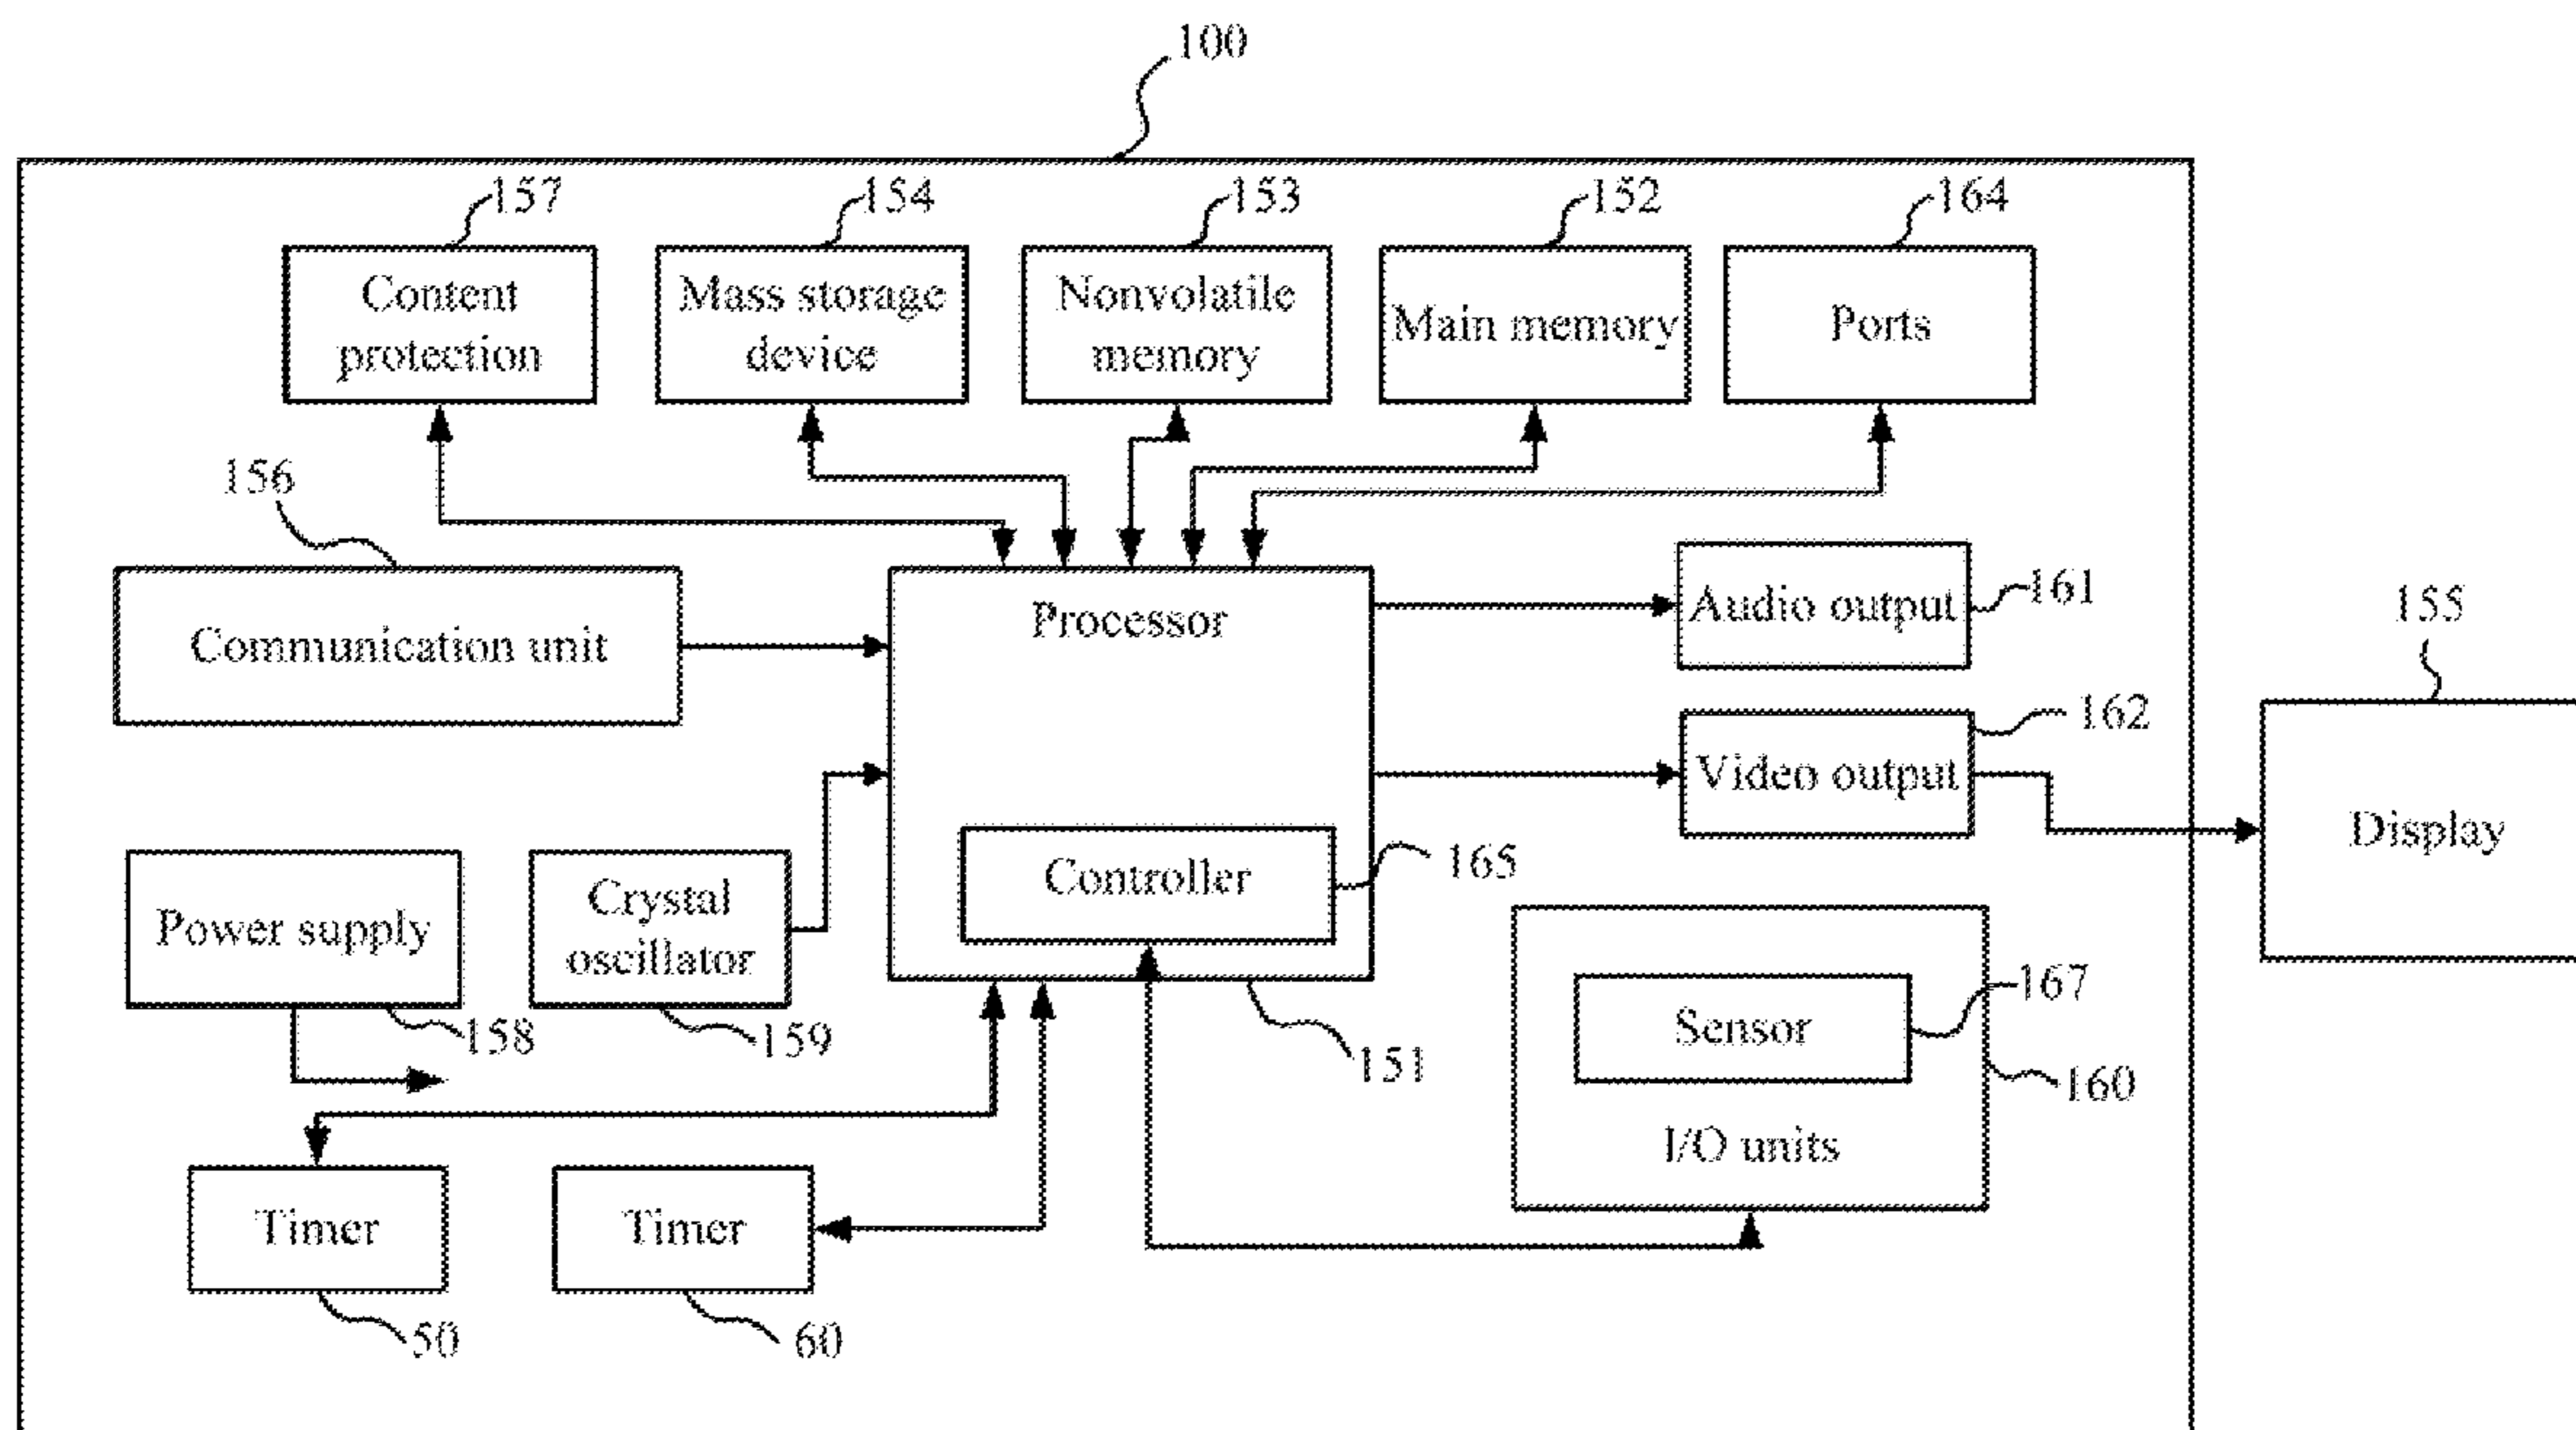 100
157
154
153
152
164
Content
protection
Mass storage
device
Nonvolatile
memory
Main memory
Ports
156
Communication unit
Processor
Audio output
161
155
162
Video output
Display
Controller
165
Power supply
Crystal
oscillator
158
159
151
Sensor
167
160
I/O units
Timer
Timer
50
60